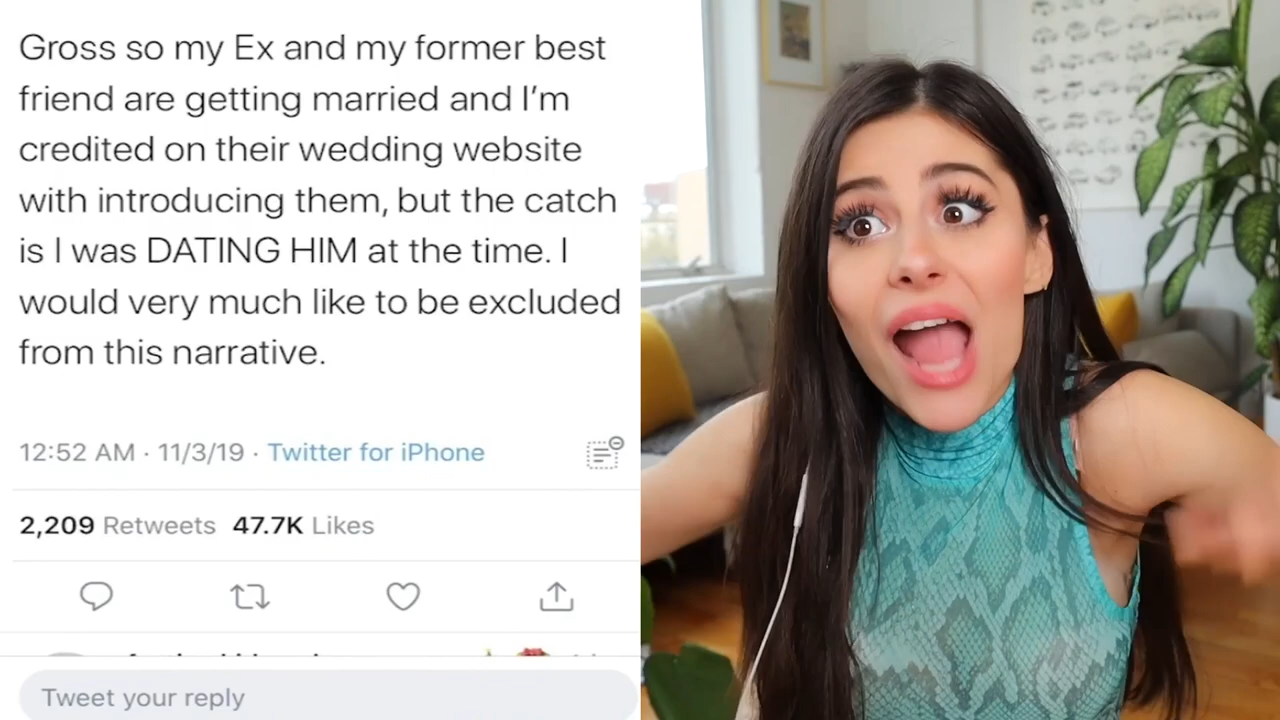 Gross so my Ex and my former best
friend are getting married and I’m
credited on their wedding website
with introducing them, but the catch
is I was DATING HIM at the time. I
would very much like to be excluded
from this narrative.
12:52 AM · 11/3/19 · Twitter for iPhone
2,209 Retweets 47.7K Likes
Tweet your reply